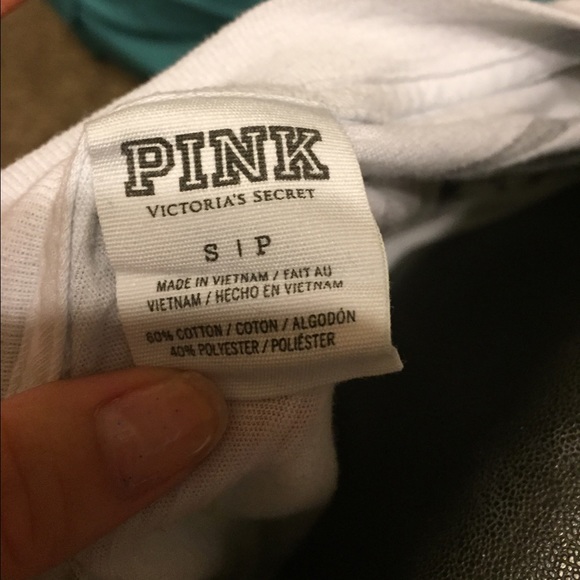 PINK
VICTORIA'S SECRET
S | P
MADE IN VIETNAM / FAIT AU
VIETNAM / HECHO EN VIETNAM
60% COTTON / COTON / ALGODÓN
40% POLYESTER / POLIÉSTER